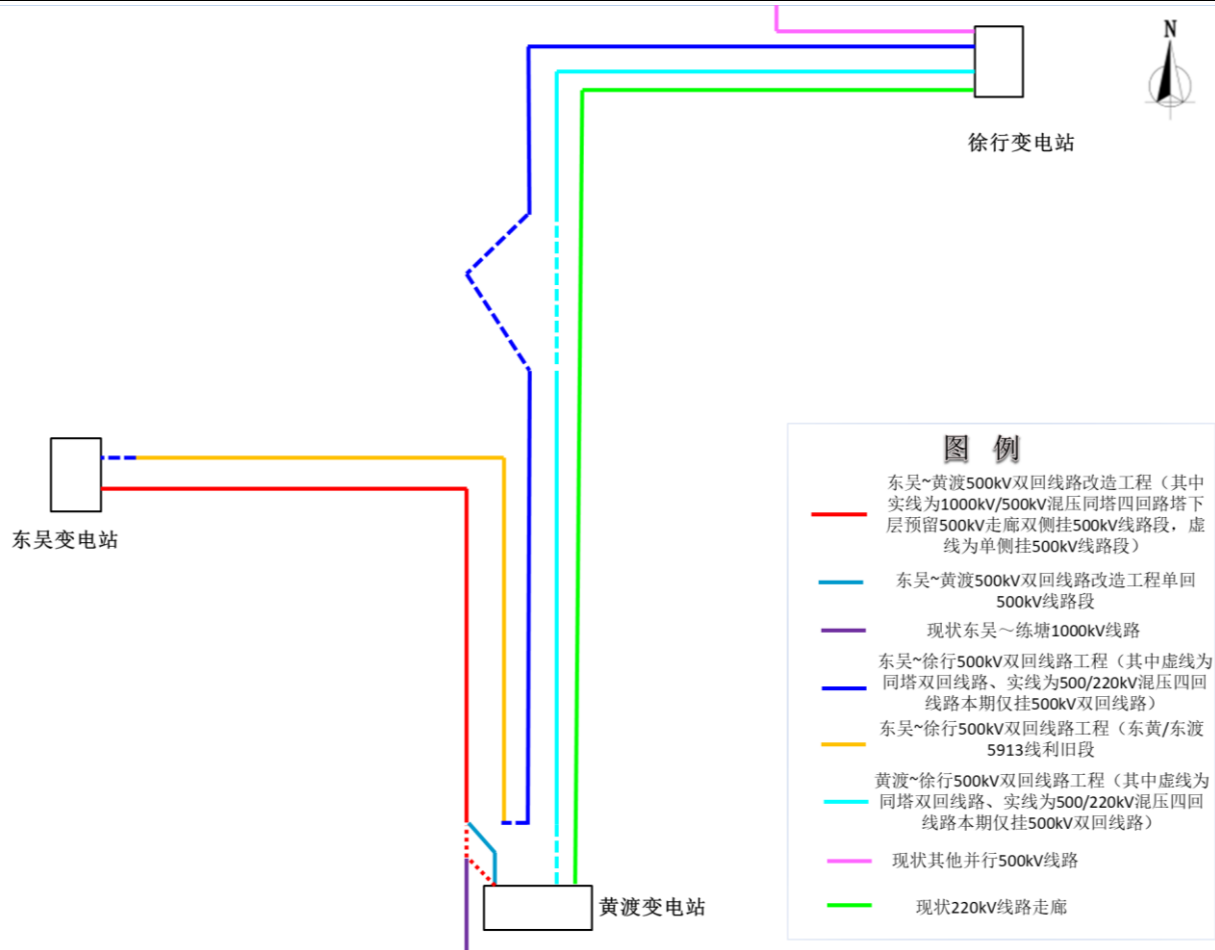 N
徐行变电站
东吴变电站
黄渡变电站
图 例
东吴~黄渡500kV双回线路改造工程（其中
实线为1000kV/500kV混压同塔四回路塔下
层预留500kV走廊双侧挂500kV线路段，虚
线为单侧挂500kV线路段）
东吴~黄渡500kV双回线路改造工程单回
500kV线路段
现状东吴～练塘1000kV线路
东吴~徐行500kV双回线路工程（其中虚线为
同塔双回线路、实线为500/220kV混压四回
线路本期仅挂500kV双回线路）
东吴~徐行500kV双回线路工程（东黄/东渡
5913线利旧段
黄渡~徐行500kV双回线路工程（其中虚线为
同塔双回线路、实线为500/220kV混压四回
线路本期仅挂500kV双回线路）
现状其他并行500kV线路
现状220kV线路走廊